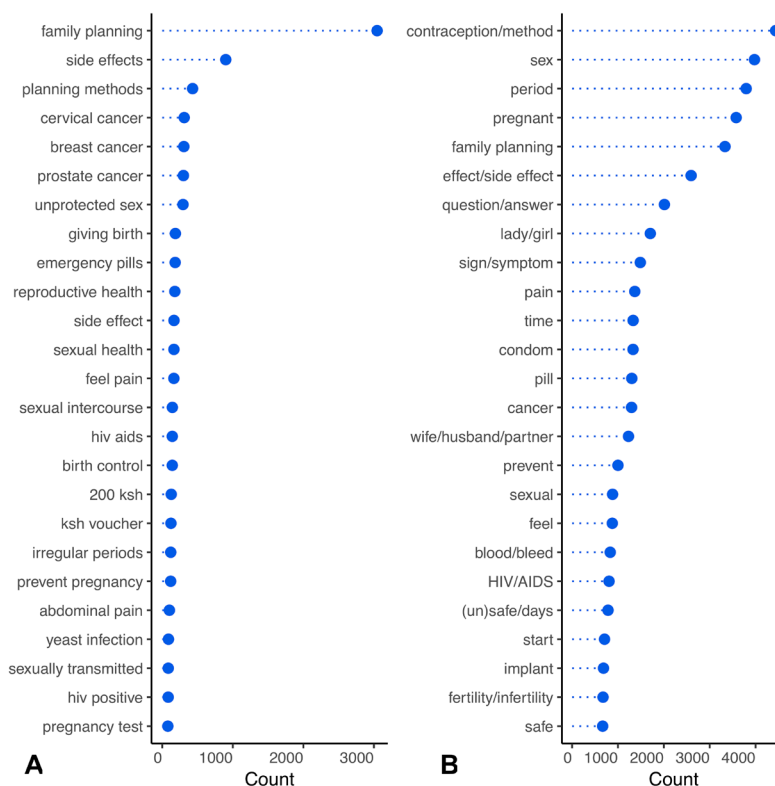 family planning
side effects
planning methods
cervical cancer
breast cancer
prostate cancer
unprotected sex
giving birth
emergency pills
reproductive health
side effect
sexual health
feel pain
sexual intercourse
hiv aids
birth control
200 ksh
ksh voucher
irregular periods
prevent pregnancy
abdominal pain
yeast infection
sexually transmitted
hiv positive
pregnancy test
0 1000 2000 3000
A
Count
contraception/method
sex
period
pregnant
family planning
effect/side effect
question/answer
lady/girl
sign/symptom
pain
time
condom
pill
cancer
wife/husband/partner
prevent
sexual
feel
blood/bleed
HIV/AIDS
(un)safe/days
start
implant
fertility/infertility
safe
0 1000 2000 3000 4000
B
Count